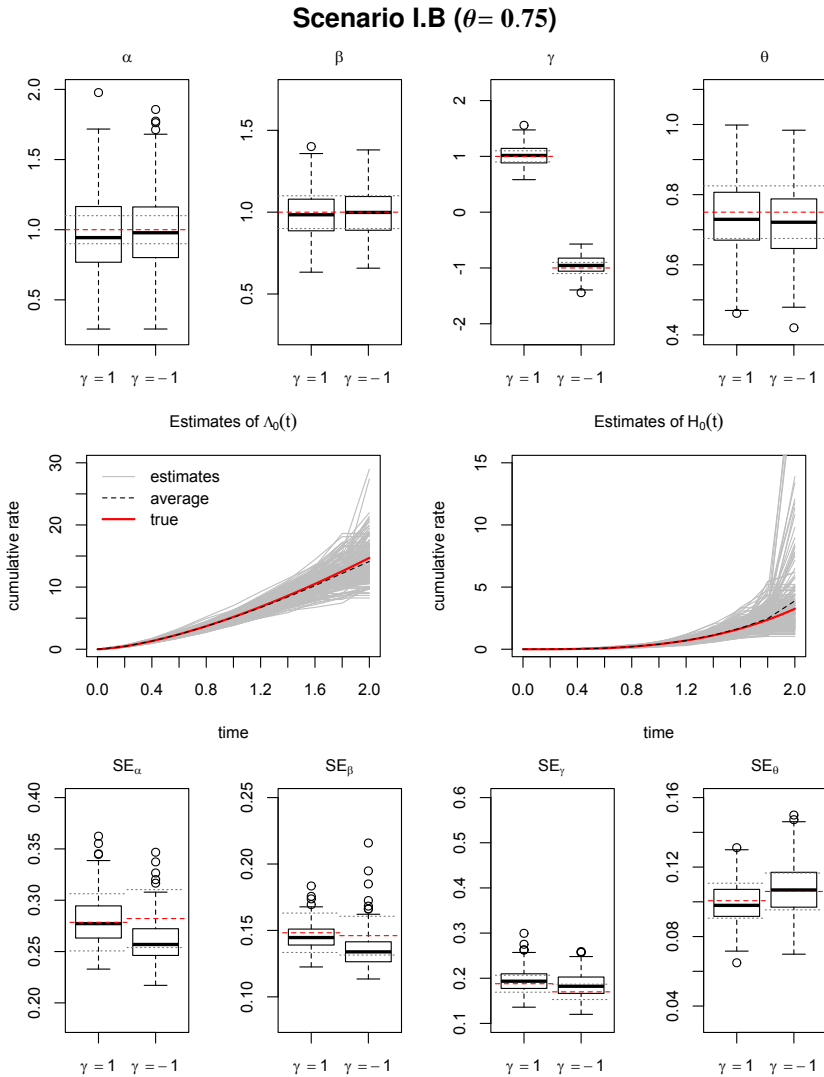 Scenario I.B (θ= 0.75)
α
β
γ
θ
0.5 1.0 1.5 2.0
0.5 1.0 1.5
-2 -1 0 1 2
0.4 0.6 0.8 1.0
γ = 1 γ = − 1
γ = 1 γ = − 1
γ = 1 γ = − 1
γ = 1 γ = − 1
Estimates of Λ₀(t)
cumulative rate
0 10 20 30
estimates
average
true
0.0 0.4 0.8 1.2 1.6 2.0
time
Estimates of H₀(t)
cumulative rate
0 5 10 15
0.0 0.4 0.8 1.2 1.6 2.0
time
SEα
SEβ
SEγ
SEθ
0.20 0.25 0.30 0.35 0.40
0.10 0.15 0.20 0.25
0.1 0.2 0.3 0.4 0.5 0.6
0.04 0.08 0.12 0.16
γ = 1 γ = − 1
γ = 1 γ = − 1
γ = 1 γ = − 1
γ = 1 γ = − 1